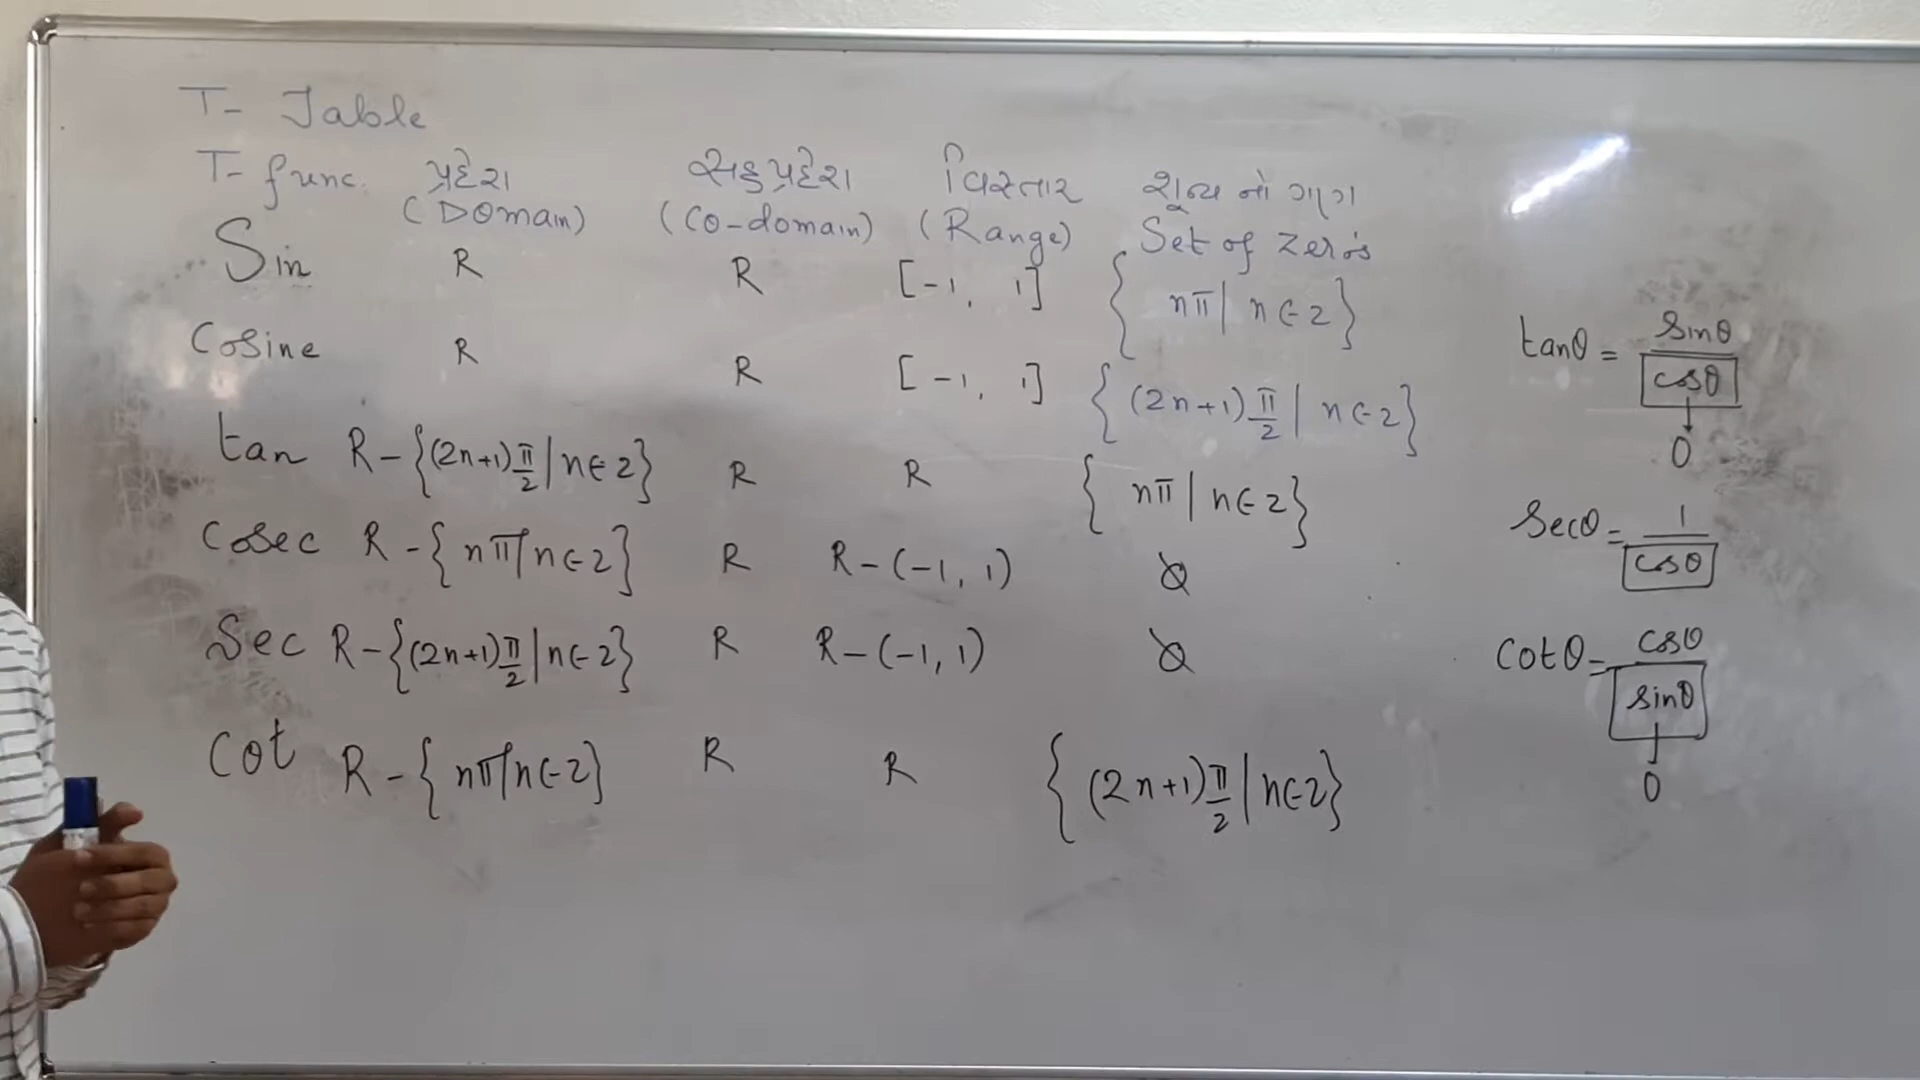 T- Table
T- func. પ્રદેશ સહપ્રદેશ વિસ્તાર શૂન્ય નો ગણ
(Domain) (Co-domain) (Range) Set of zero's
Sin R R [-1, 1] { nπ | n ∈ z }
Cosine R R [-1, 1] { (2n+1) π/2 | n ∈ z }
tan R-{(2n+1) π/2 | n ∈ z} R R { nπ | n ∈ z }
Cosec R-{ nπ | n ∈ z } R R-(-1, 1) ϕ
Sec R-{(2n+1) π/2 | n ∈ z} R R-(-1, 1) ϕ
Cot R-{ nπ | n ∈ z } R R { (2n+1) π/2 | n ∈ z }
tanθ = sinθ / cosθ
0
Secθ = 1 / cosθ
Cotθ = cosθ / sinθ
0